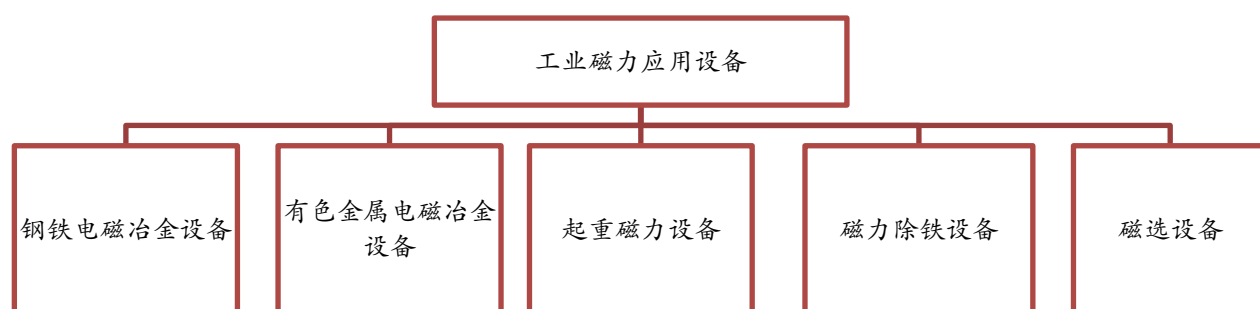 工业磁力应用设备
钢铁电磁冶金设备
有色金属电磁冶金
设备
起重磁力设备
磁力除铁设备
磁选设备